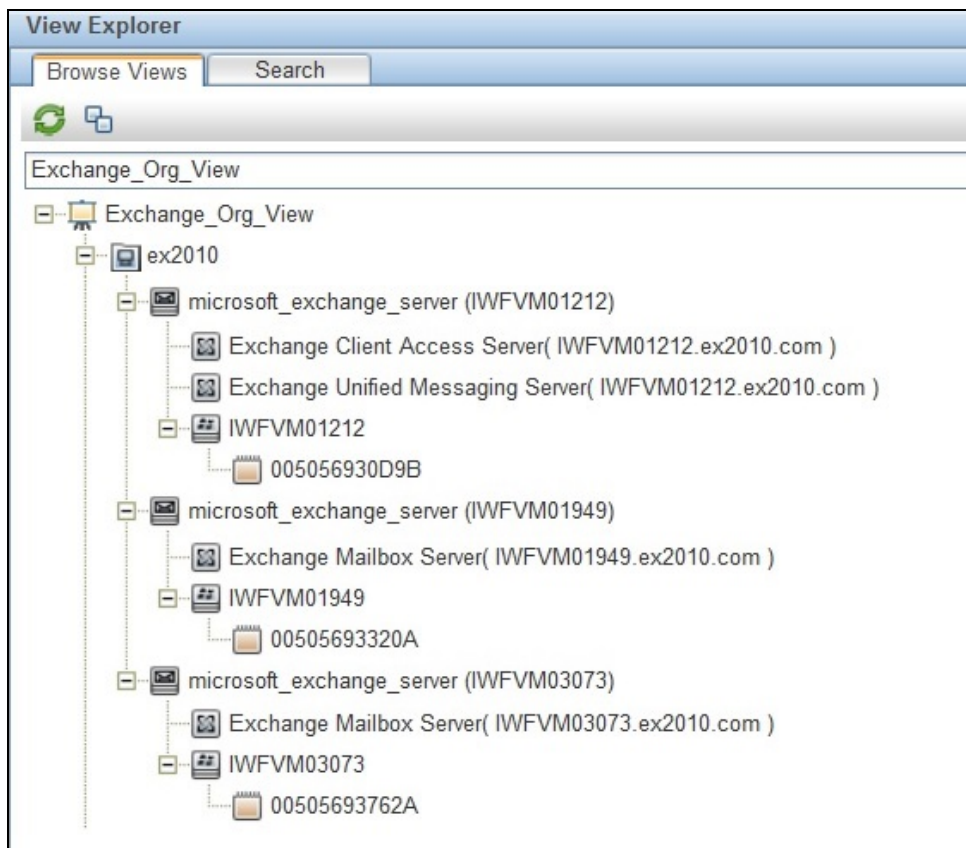 View Explorer
Browse Views Search
Exchange_Org_View
Exchange_Org_View
ex2010
microsoft_exchange_server (IWFVM01212)
Exchange Client Access Server( IWFVM01212.ex2010.com )
Exchange Unified Messaging Server( IWFVM01212.ex2010.com )
IWFVM01212
005056930D9B
microsoft_exchange_server (IWFVM01949)
Exchange Mailbox Server( IWFVM01949.ex2010.com )
IWFVM01949
00505693320A
microsoft_exchange_server (IWFVM03073)
Exchange Mailbox Server( IWFVM03073.ex2010.com )
IWFVM03073
00505693762A